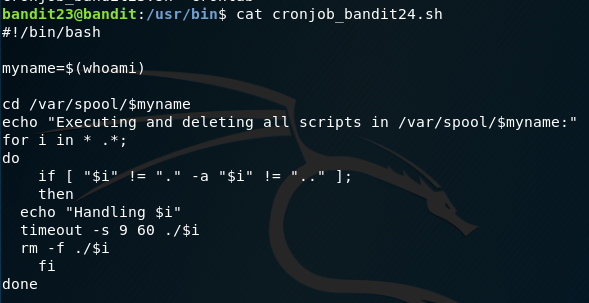 bandit23@bandit:/usr/bin$ cat cronjob_bandit24.sh
#!/bin/bash

myname=$(whoami)

cd /var/spool/$myname
echo "Executing and deleting all scripts in /var/spool/$myname:"
for i in * .*;
do
    if [ "$i" != "." -a "$i" != ".." ];
    then
  echo "Handling $i"
  timeout -s 9 60 ./$i
  rm -f ./$i
    fi
done